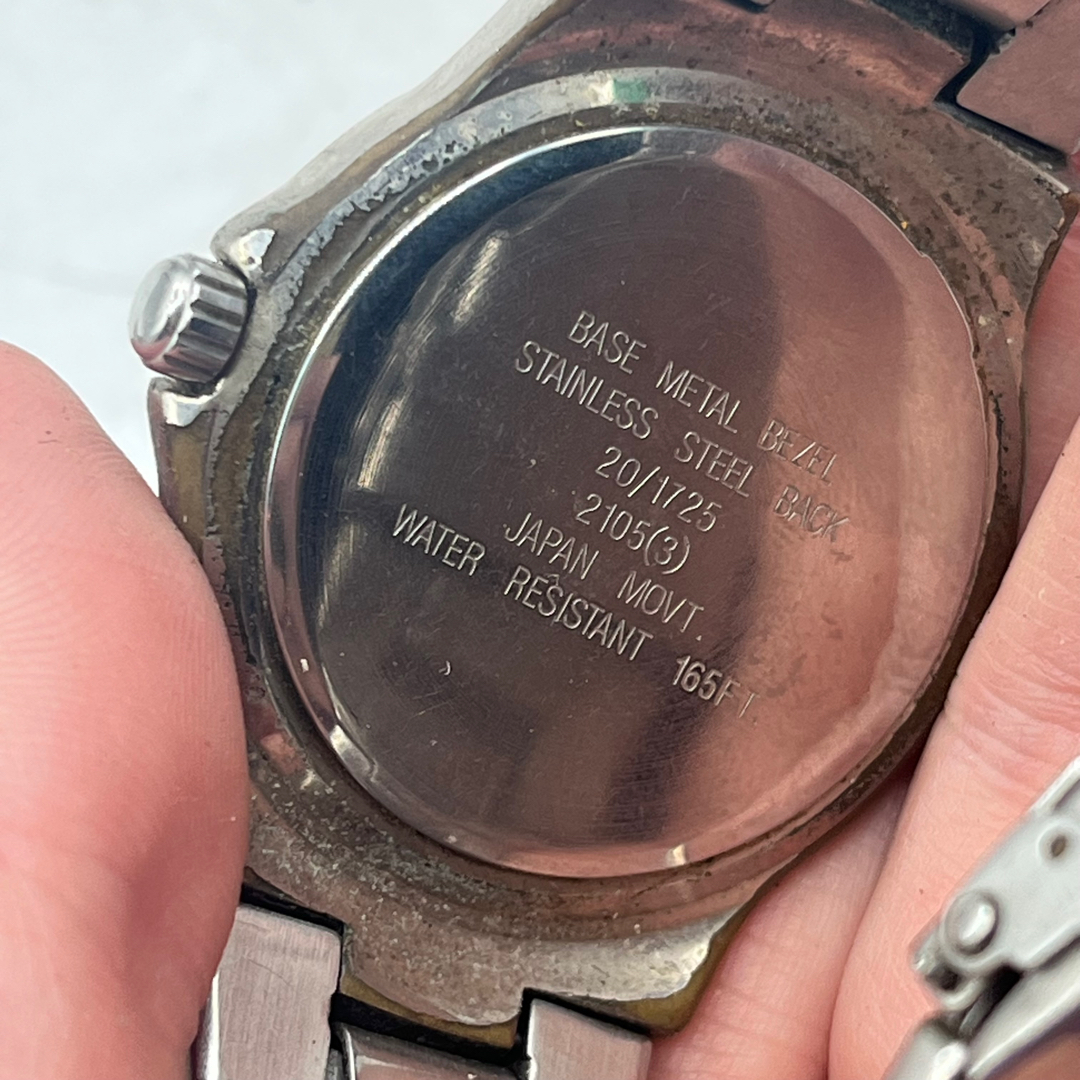 BASE METAL BEZEL
STAINLESS STEEL BACK
20/1725
2105(3)
JAPAN MOVT.
WATER RESISTANT 165FT.